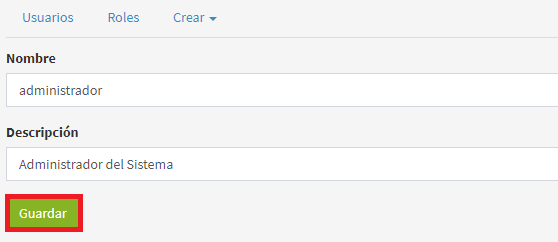 Usuarios Roles Crear
Nombre
administrador
Descripción
Administrador del Sistema
Guardar